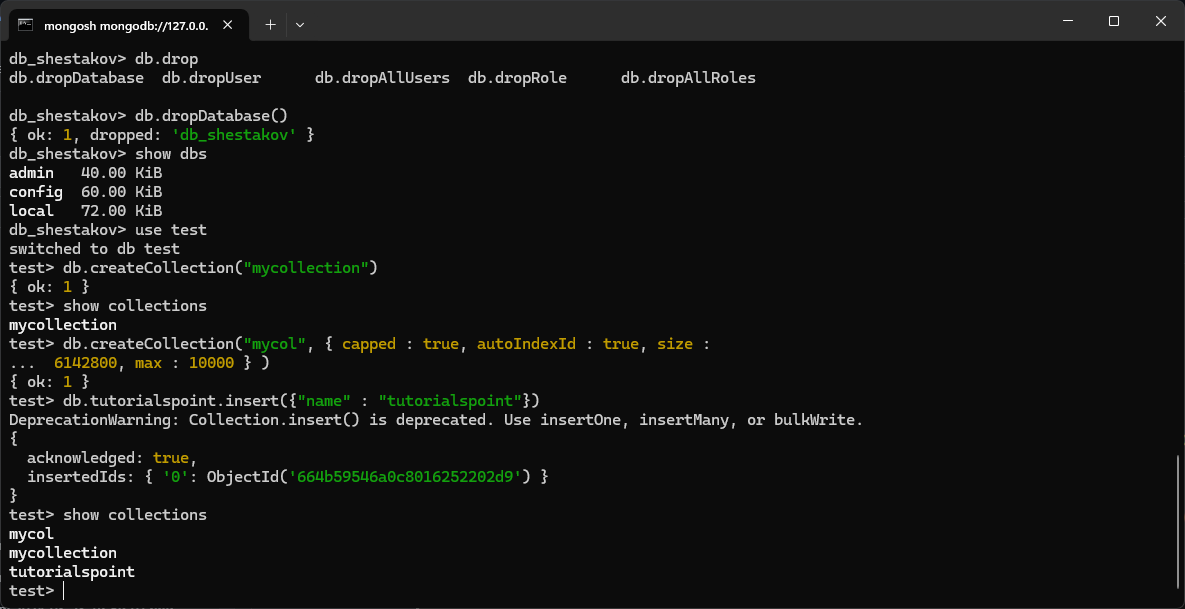 mongosh mongodb://127.0.0.
db_shestakov> db.drop
db.dropDatabase  db.dropUser      db.dropAllUsers  db.dropRole      db.dropAllRoles
db_shestakov> db.dropDatabase()
{ ok: 1, dropped: 'db_shestakov' }
db_shestakov> show dbs
admin   40.00 KiB
config  60.00 KiB
local   72.00 KiB
db_shestakov> use test
switched to db test
test> db.createCollection("mycollection")
{ ok: 1 }
test> show collections
mycollection
test> db.createCollection("mycol", { capped : true, autoIndexId : true, size :
...  6142800, max : 10000 } )
{ ok: 1 }
test> db.tutorialspoint.insert({"name" : "tutorialspoint"})
DeprecationWarning: Collection.insert() is deprecated. Use insertOne, insertMany, or bulkWrite.
{
  acknowledged: true,
  insertedIds: { '0': ObjectId('664b59546a0c8016252202d9') }
}
test> show collections
mycol
mycollection
tutorialspoint
test>